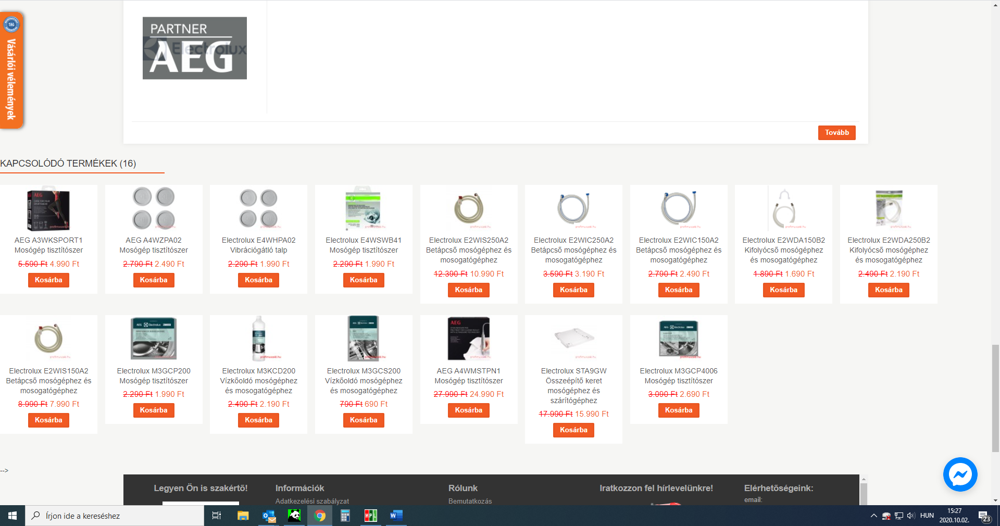 PARTNER
AEG
Electrolux
TAG
Vásárlói vélemények
Tovább
KAPCSOLÓDÓ TERMÉKEK (16)
AEG A3WKSPORT1
Mosógép tisztítószer
5.590 Ft 4.990 Ft
Kosárba
AEG A4WZPA02
Mosógép tisztítószer
2.790 Ft 2.490 Ft
Kosárba
Electrolux E4WHPA02
Vibrációgátló talp
2.290 Ft 1.990 Ft
Kosárba
Electrolux E4WSWB41
Mosógép tisztítószer
2.290 Ft 1.990 Ft
Kosárba
Electrolux E2WIS250A2
Betápcső mosógéphez és
mosogatógéphez
12.390 Ft 10.990 Ft
Kosárba
Electrolux E2WIC250A2
Betápcső mosógéphez és
mosogatógéphez
3.590 Ft 3.190 Ft
Kosárba
Electrolux E2WIC150A2
Betápcső mosógéphez és
mosogatógéphez
2.790 Ft 2.490 Ft
Kosárba
Electrolux E2WDA150B2
Kifolyócső mosógéphez
és mosogatógéphez
1.890 Ft 1.690 Ft
Kosárba
Electrolux E2WDA250B2
Kifolyócső mosógéphez
és mosogatógéphez
2.490 Ft 2.190 Ft
Kosárba
Electrolux E2WIS150A2
Betápcső mosógéphez és
mosogatógéphez
8.990 Ft 7.990 Ft
Kosárba
Electrolux M3GCP200
Mosógép tisztítószer
2.290 Ft 1.990 Ft
Kosárba
Electrolux M3KCD200
Vízkőoldó mosógéphez
és mosogatógéphez
2.490 Ft 2.190 Ft
Kosárba
Electrolux M3GCS200
Vízkőoldó mosógéphez
és mosogatógéphez
790 Ft 690 Ft
Kosárba
AEG A4WMSTPN1
Mosógép tisztítószer
27.990 Ft 24.990 Ft
Kosárba
Electrolux STA9GW
Összeépítő keret
mosógéphez és
szárítógéphez
17.990 Ft 15.990 Ft
Kosárba
Electrolux M3GCP4006
Mosógép tisztítószer
3.090 Ft 2.690 Ft
Kosárba
-->
Legyen Ön is szakértő!
Információk
Adatkezelési szabályzat
Rólunk
Bemutatkozás
Iratkozzon fel hírlevelünkre!
Elérhetőségeink:
email:
Írjon ide a kereséshez
HUN
15:27
2020.10.02.
23